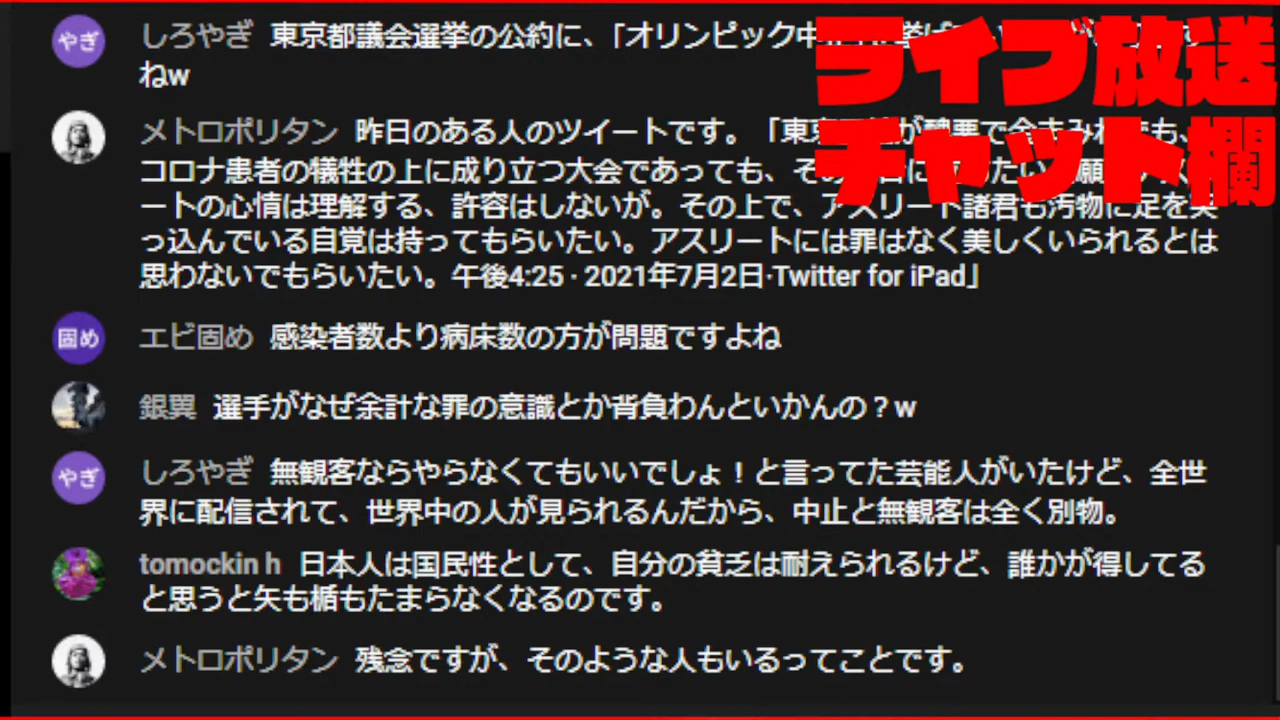 やぎ しろやぎ 東京都議会選挙の公約に、「オリンピック中
ねw
メトロポリタン 昨日のある人のツイートです。「東京
コロナ患者の犠牲の上に成り立つ大会であっても、そ
ートの心情は理解する、許容はしないが。その上で、アスリート諸君も汚物に足を突
っ込んでいる自覚は持ってもらいたい。アスリートには罪はなく美しくいられるとは
思わないでもらいたい。午後4:25 · 2021年7月2日·Twitter for iPad」
固め エビ固め 感染者数より病床数の方が問題ですよね
銀翼 選手がなぜ余計な罪の意識とか背負わんといかんの？w
やぎ しろやぎ 無観客ならやらなくてもいいでしょ！と言ってた芸能人がいたけど、全世
界に配信されて、世界中の人が見られるんだから、中止と無観客は全く別物。
tomockin h 日本人は国民性として、自分の貧乏は耐えられるけど、誰かが得してる
と思うと矢も楯もたまらなくなるのです。
メトロポリタン 残念ですが、そのような人もいるってことです。
ライブ放送
チャット欄